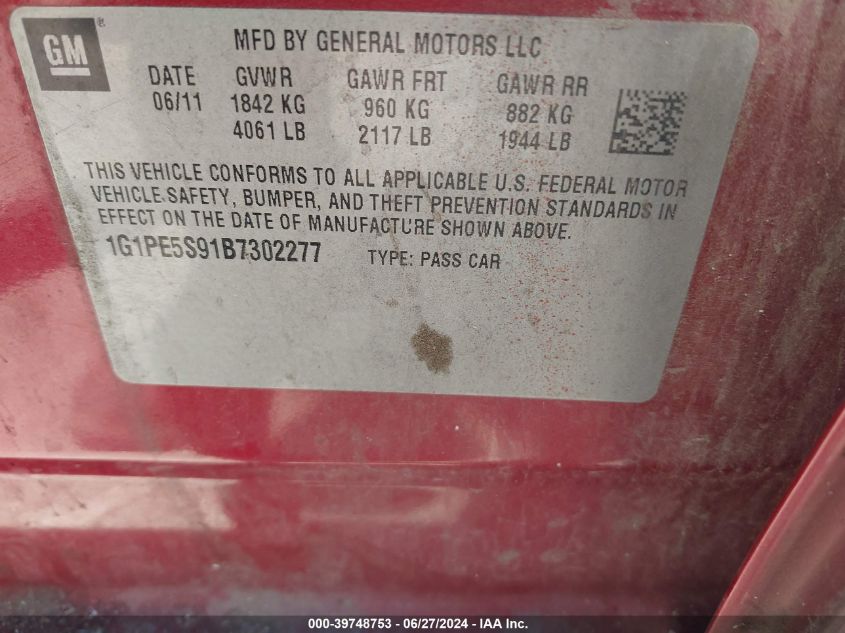 GM ®
MFD BY GENERAL MOTORS LLC
DATE GVWR GAWR FRT GAWR RR
06/11 1842 KG 960 KG 882 KG
4061 LB 2117 LB 1944 LB
THIS VEHICLE CONFORMS TO ALL APPLICABLE U.S. FEDERAL MOTOR
VEHICLE SAFETY, BUMPER, AND THEFT PREVENTION STANDARDS IN
EFFECT ON THE DATE OF MANUFACTURE SHOWN ABOVE.
1G1PE5S91B7302277 TYPE: PASS CAR
000-39748753 - 06/27/2024 - IAA Inc.